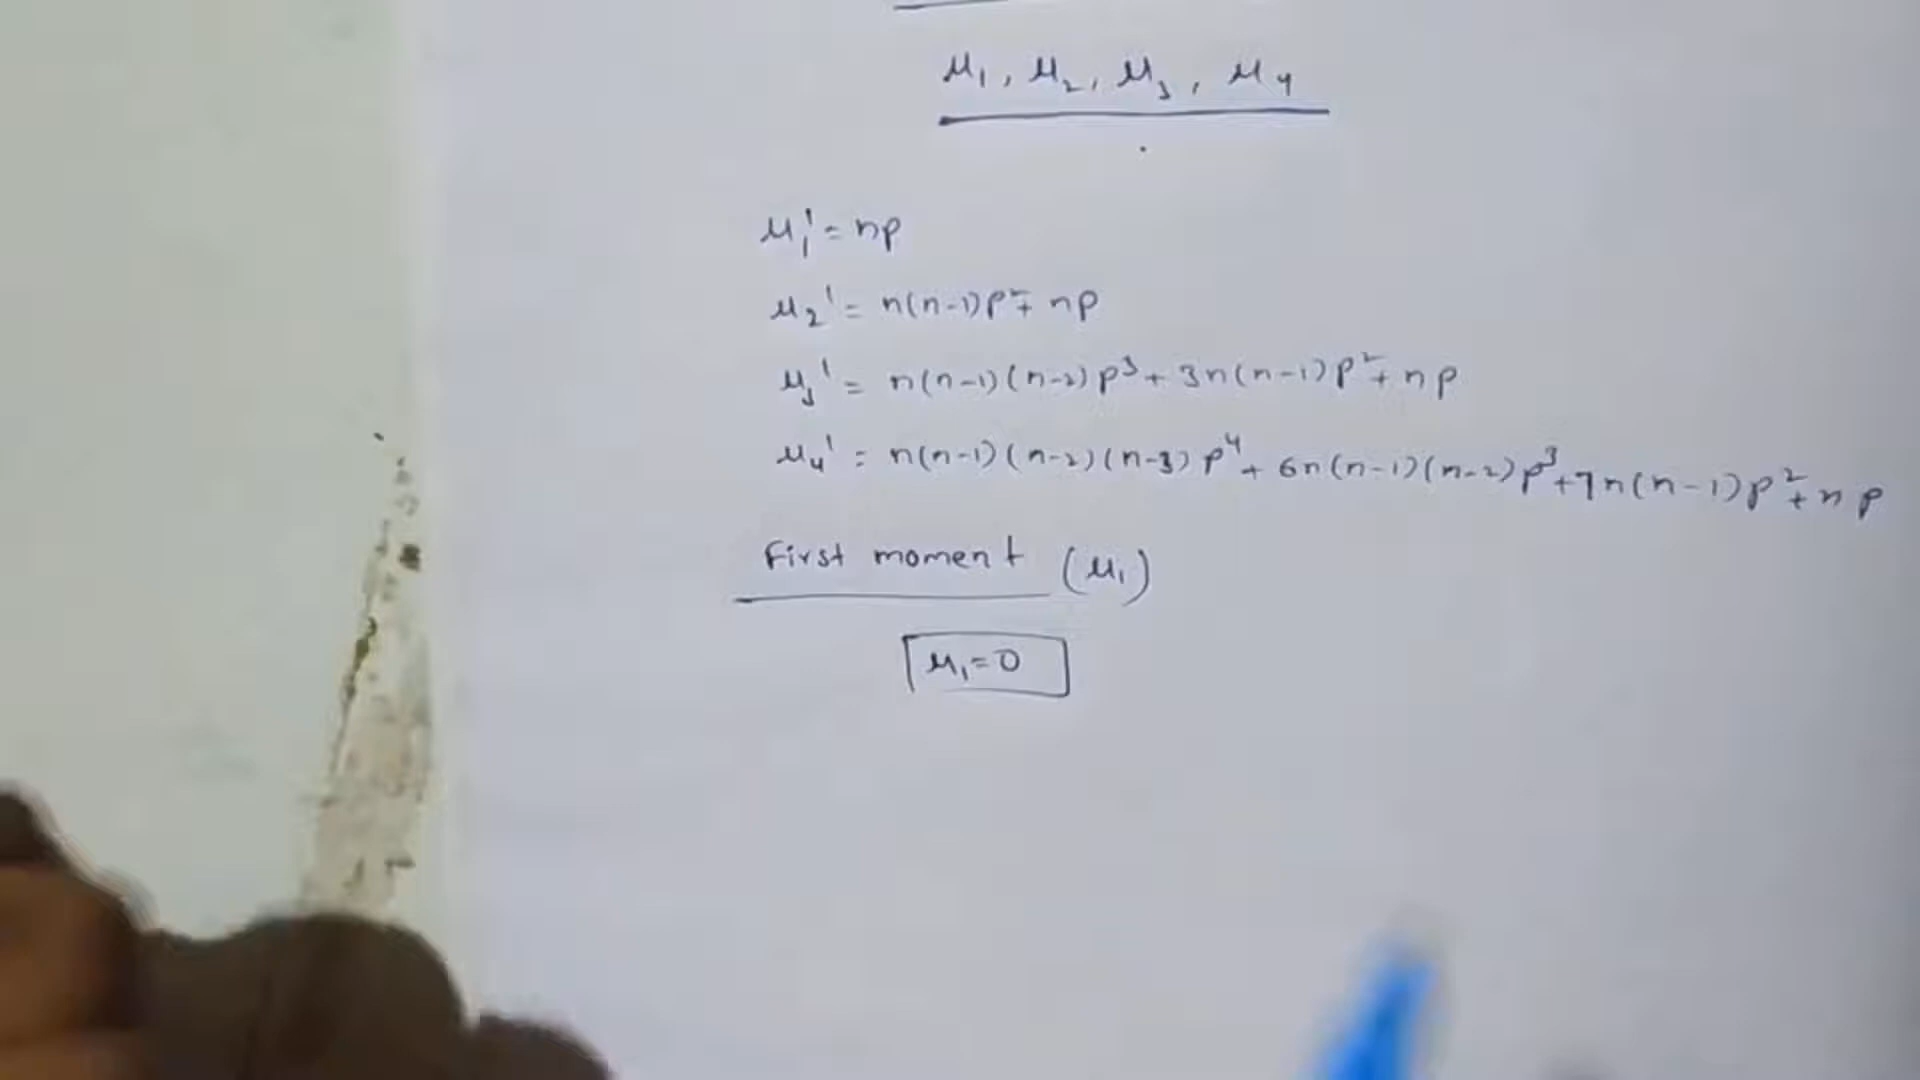 μ₁, μ₂, μ₃, μ₄
μ₁' = np
μ₂' = n(n-1)p² + np
μ₃' = n(n-1)(n-2)p³ + 3n(n-1)p² + np
μ₄' = n(n-1)(n-2)(n-3)p⁴ + 6n(n-1)(n-2)p³ + 7n(n-1)p² + np
First moment (μ₁)
μ₁ = 0